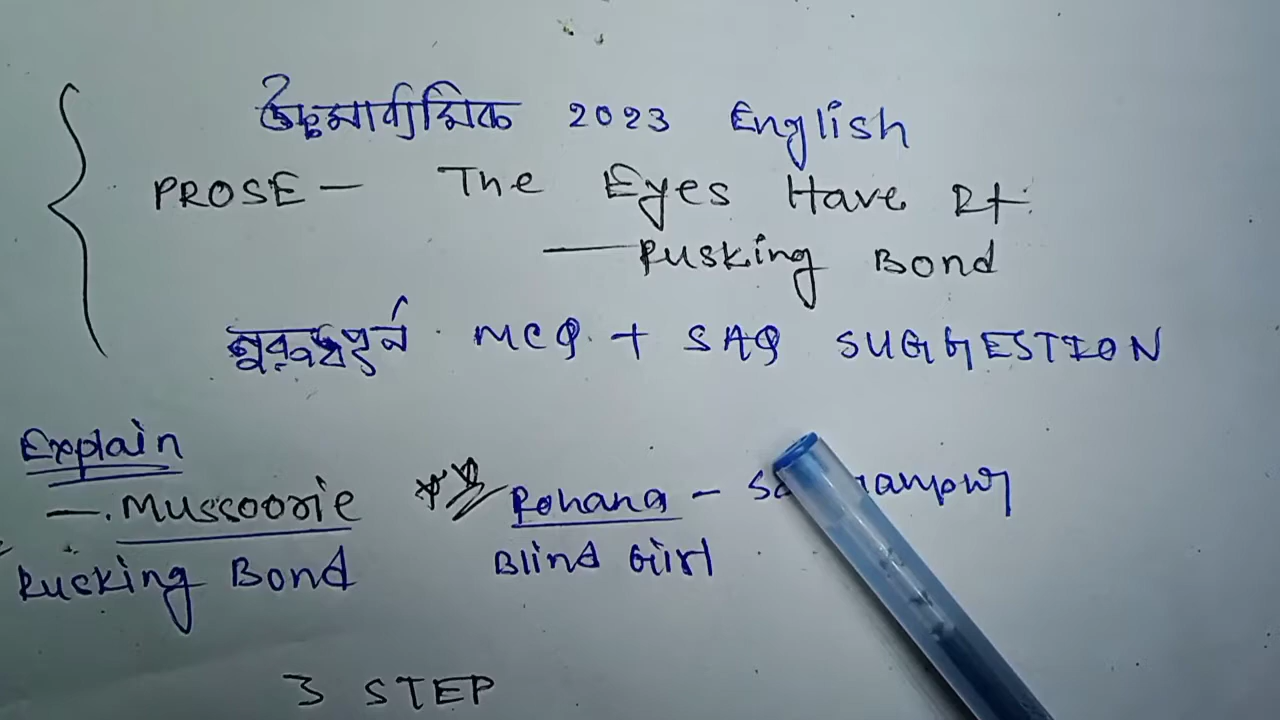 উচ্চমাধ্যমিক 2023 English
PROSE — The Eyes Have It.
— Rusking Bond
গুরুত্বপূর্ণ MCQ + SAQ SUGGESTION
Explain
— Mussoorie Rohana –
Rusking Bond Blind Girl
3 STEP